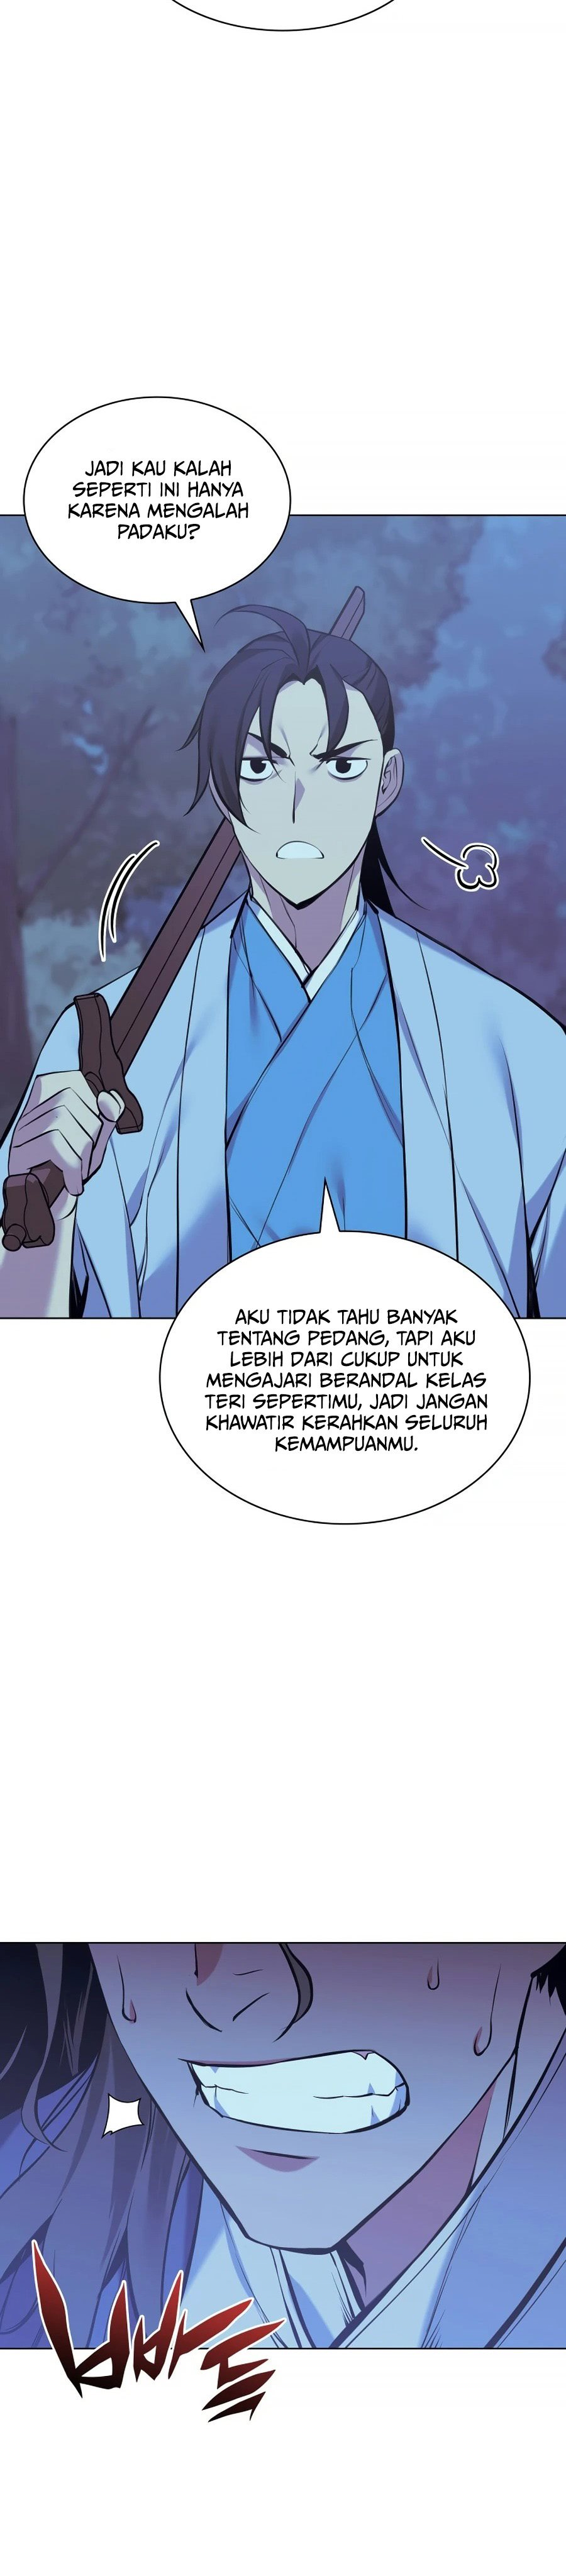 JADI KAU KALAH
SEPERTI INI HANYA
KARENA MENGALAH
PADAKU?
AKU TIDAK TAHU BANYAK
TENTANG PEDANG, TAPI AKU
LEBIH DARI CUKUP UNTUK
MENGAJARI BERANDAL KELAS
TERI SEPERTIMU, JADI JANGAN
KHAWATIR KERAHKAN SELURUH
KEMAMPUANMU.